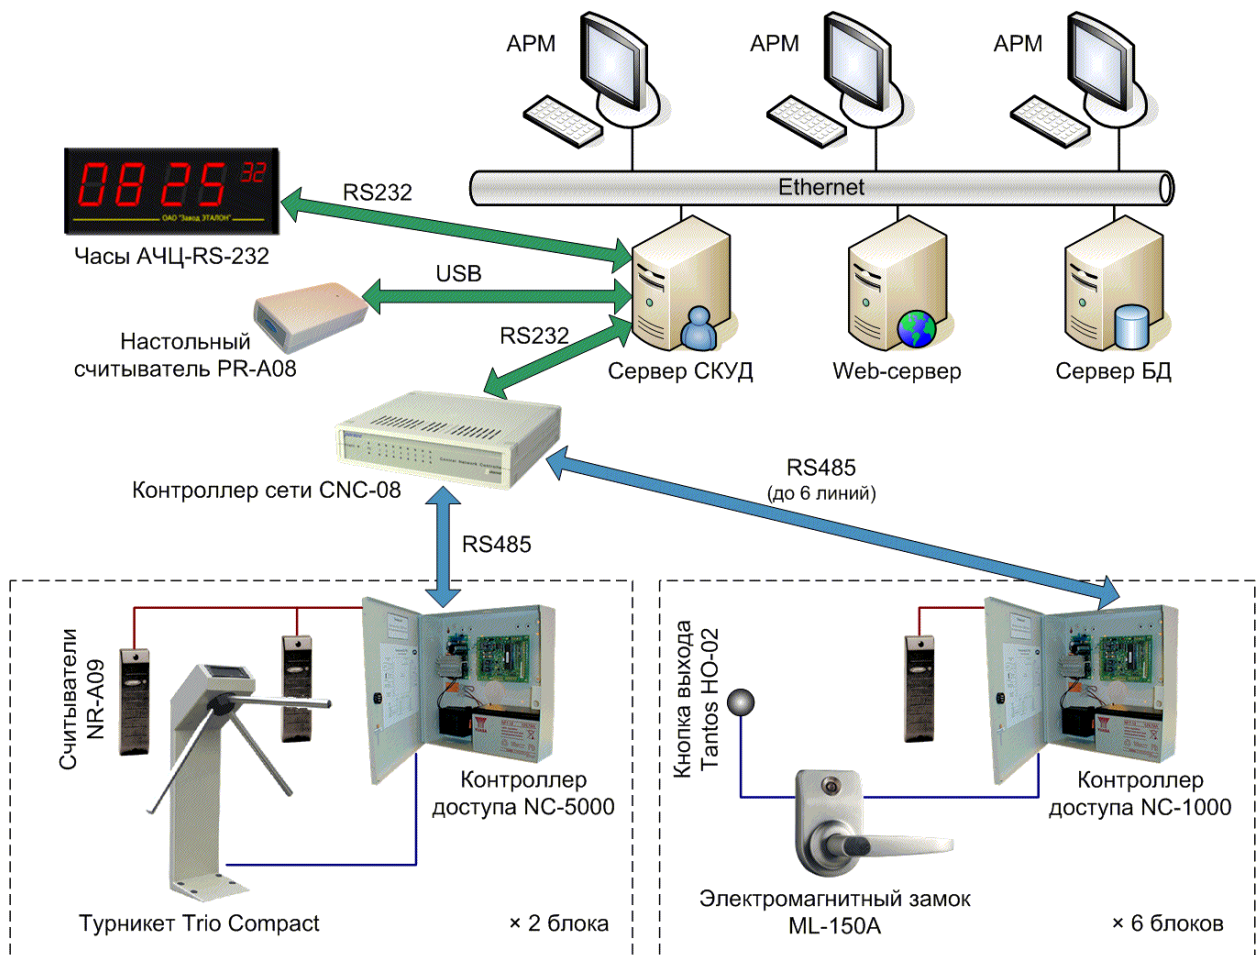 АРМ
АРМ
АРМ
08 25 32
ОАО "Завод ЭТАЛОН"
RS232
Ethernet
Часы АЧЦ-RS-232
USB
Настольный
считыватель PR-A08
RS232
Сервер СКУД
Web-сервер
Сервер БД
Контроллер сети CNC-08
RS485
(до 6 линий)
RS485
Считыватели
NR-A09
Контроллер
доступа NC-5000
Турникет Trio Compact
× 2 блока
Кнопка выхода
Tantos HO-02
Контроллер
доступа NC-1000
Электромагнитный замок
ML-150A
× 6 блоков